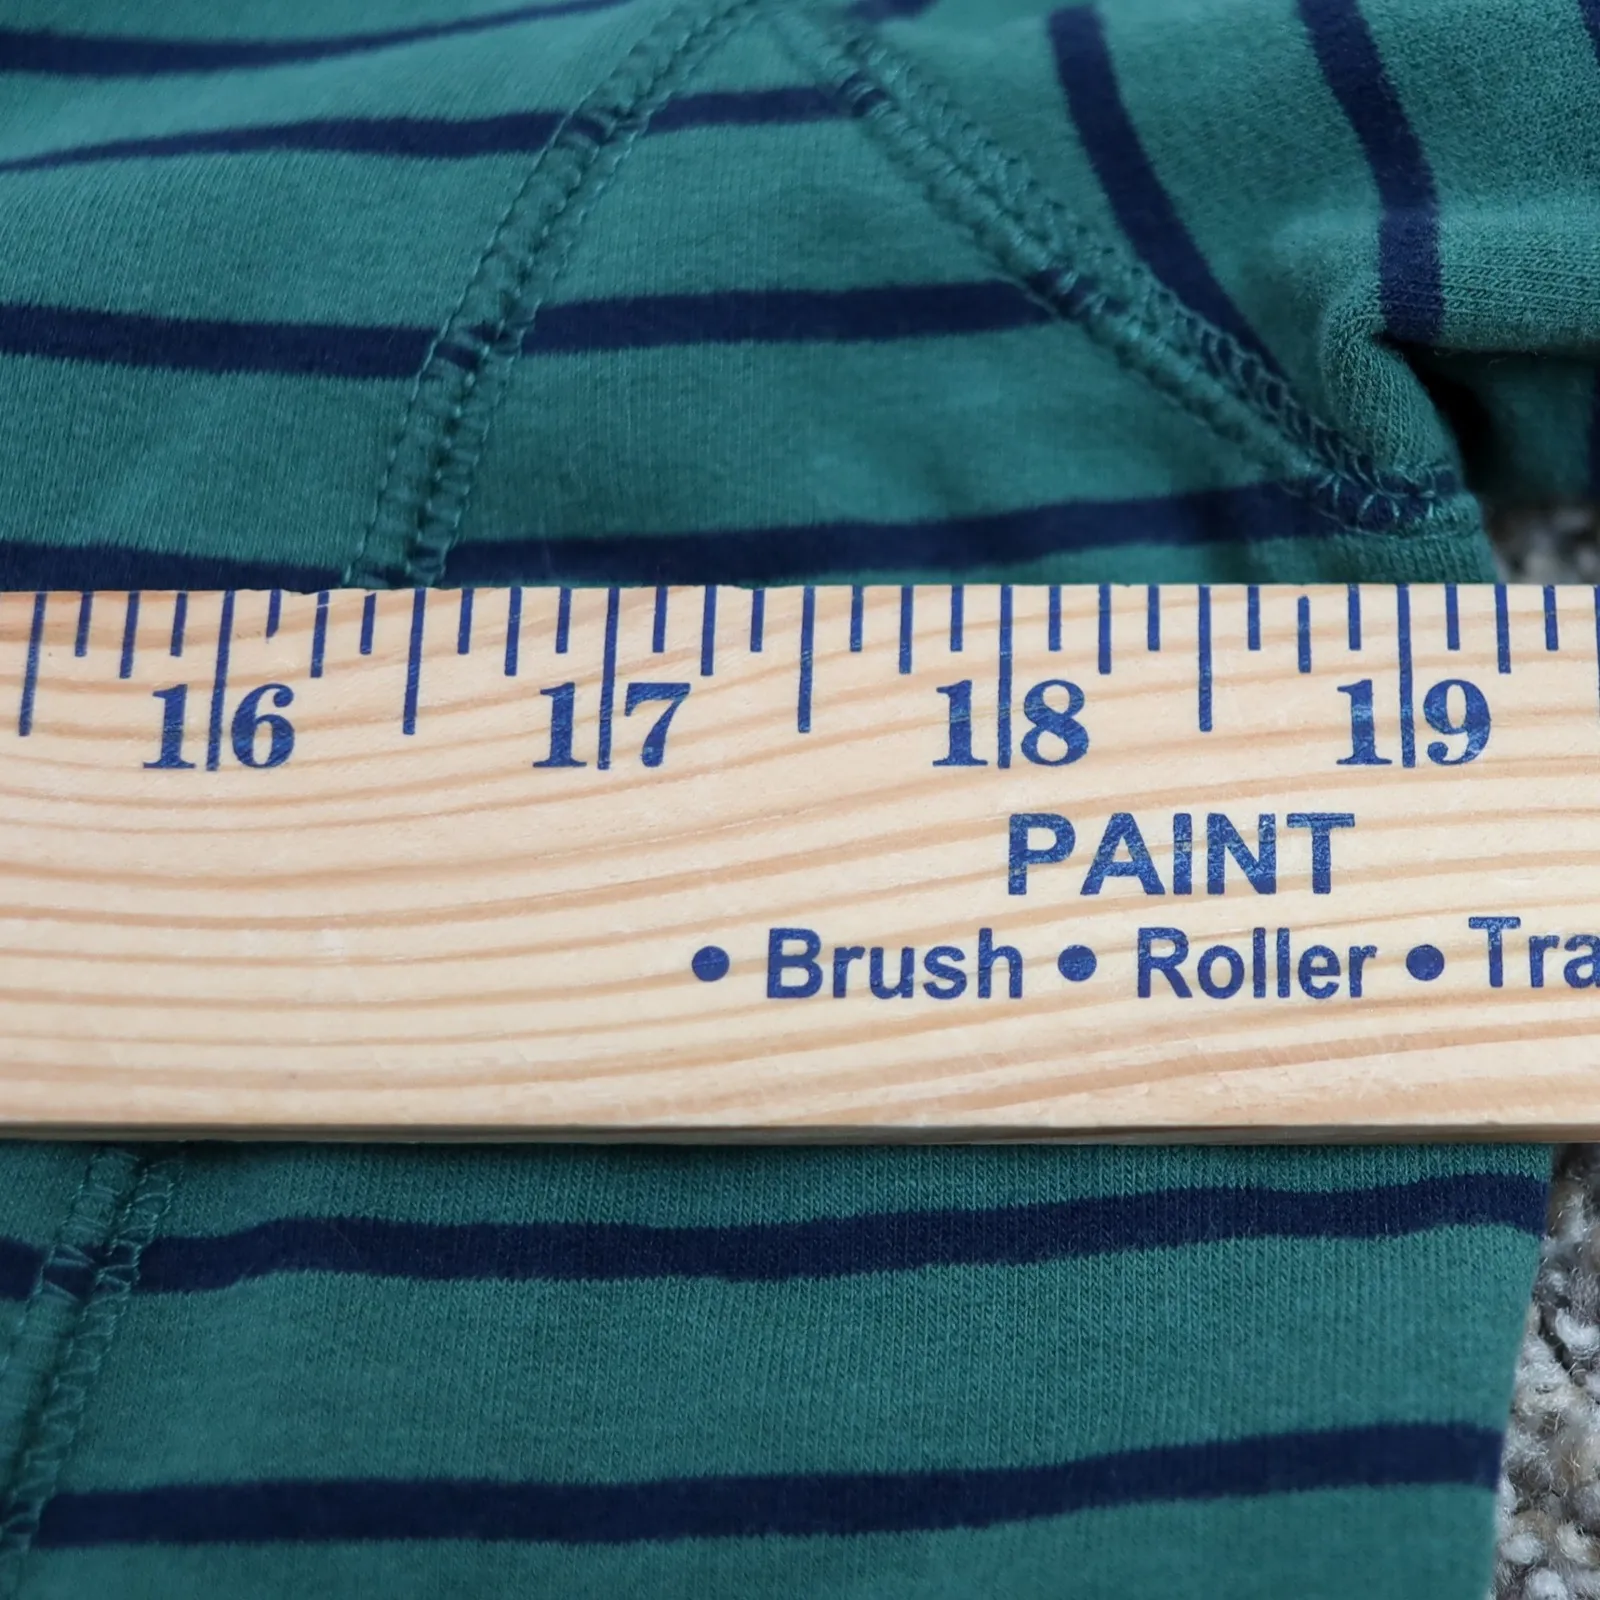 16 17 18 19
PAINT
• Brush • Roller • Tra